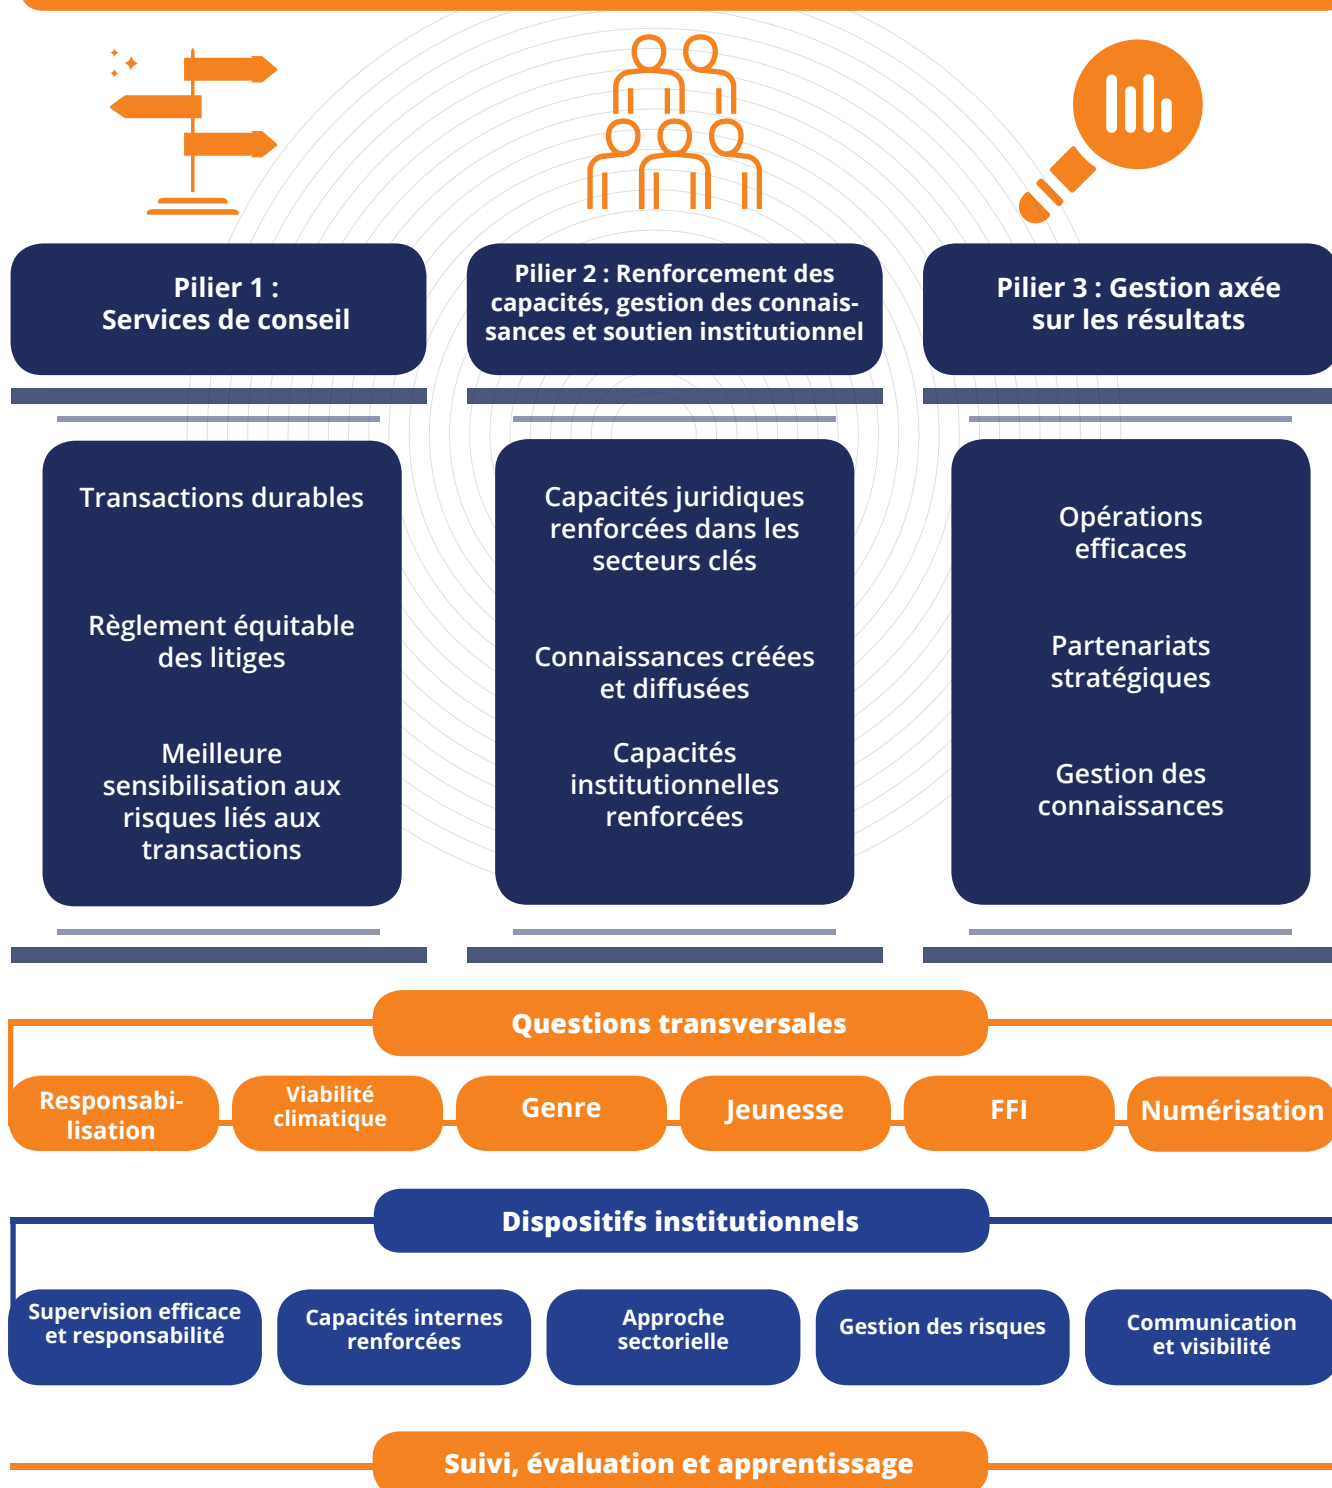 Pilier 1 :
Services de conseil
Pilier 2 : Renforcement des
capacités, gestion des connais-
sances et soutien institutionnel
Pilier 3 : Gestion axée
sur les résultats
Transactions durables
Règlement équitable
des litiges
Meilleure
sensibilisation aux
risques liés aux
transactions
Capacités juridiques
renforcées dans les
secteurs clés
Connaissances créées
et diffusées
Capacités
institutionnelles
renforcées
Opérations
efficaces
Partenariats
stratégiques
Gestion des
connaissances
Questions transversales
Responsabi-
lisation
Viabilité
climatique
Genre
Jeunesse
FFI
Numérisation
Dispositifs institutionnels
Supervision efficace
et responsabilité
Capacités internes
renforcées
Approche
sectorielle
Gestion des risques
Communication
et visibilité
Suivi, évaluation et apprentissage